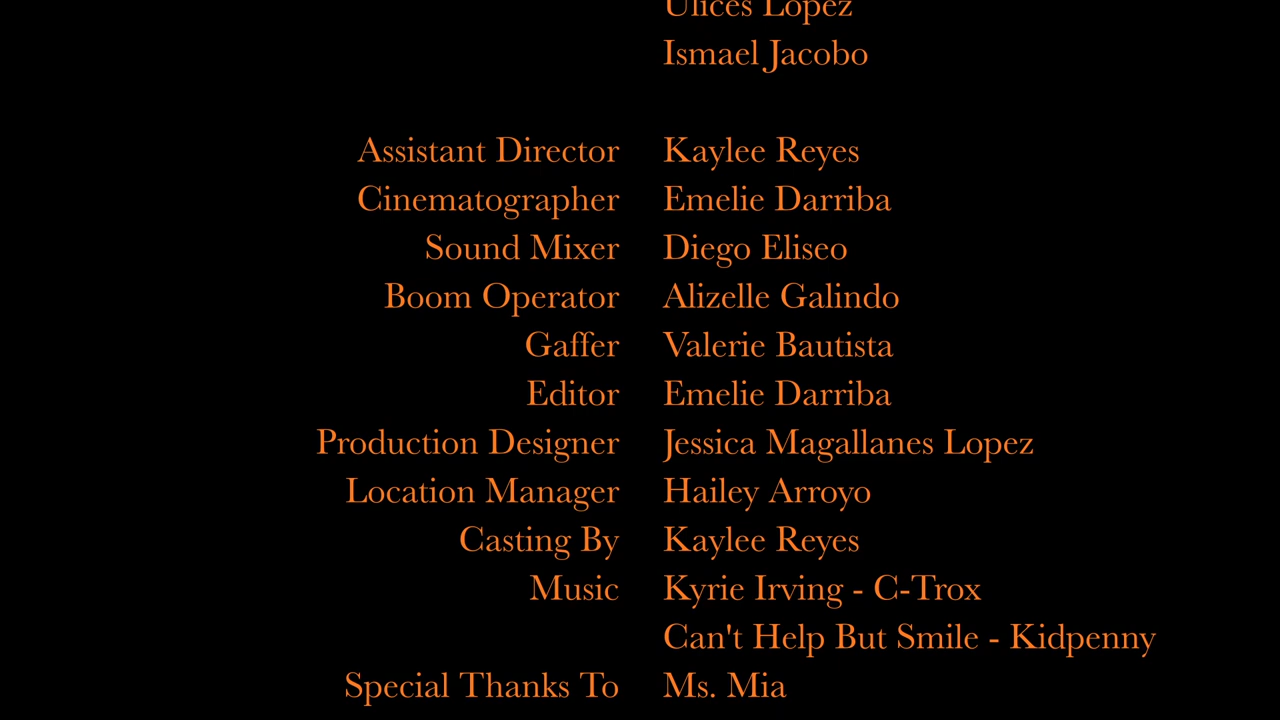 Ulices Lopez
Ismael Jacobo
Assistant Director Kaylee Reyes
Cinematographer Emelie Darriba
Sound Mixer Diego Eliseo
Boom Operator Alizelle Galindo
Gaffer Valerie Bautista
Editor Emelie Darriba
Production Designer Jessica Magallanes Lopez
Location Manager Hailey Arroyo
Casting By Kaylee Reyes
Music Kyrie Irving - C-Trox
Can't Help But Smile - Kidpenny
Special Thanks To Ms. Mia